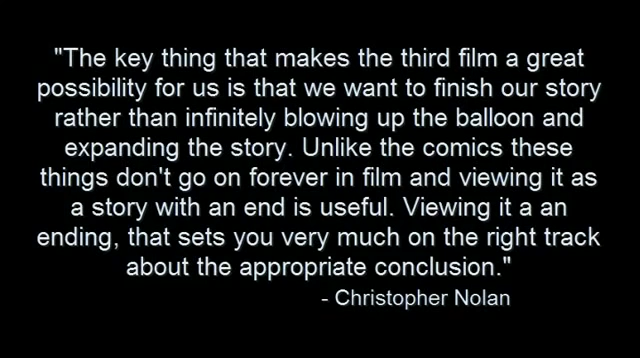 "The key thing that makes the third film a great
possibility for us is that we want to finish our story
rather than infinitely blowing up the balloon and
expanding the story. Unlike the comics these
things don't go on forever in film and viewing it as
a story with an end is useful. Viewing it a an
ending, that sets you very much on the right track
about the appropriate conclusion."
- Christopher Nolan